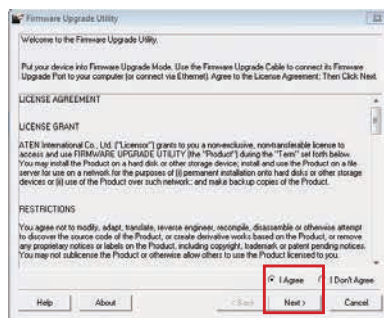 Firmware Upgrade Utility
Welcome to the Firmware Upgrade Utility.
Put your device into Firmware Upgrade Mode. Use the Firmware Upgrade Cable to connect its Firmware
Upgrade Port to your computer (or connect via Ethernet). Agree to the License Agreement: Then Click Next.
LICENSE AGREEMENT
LICENSE GRANT
ATEN International Co., Ltd. ("Licensor") grants to you a non-exclusive, non-transferable license to
access and use FIRMWARE UPGRADE UTILITY (the "Product") during the "Term" set forth below.
You may install the Product on a hard disk or other storage device; install and use the Product on a file
server for use on a network for the purposes of (i) permanent installation onto hard disks or other storage
devices or (ii) use of the Product over such network; and make backup copies of the Product.
RESTRICTIONS
You agree not to modify, adapt, translate, reverse engineer, recompile, disassemble or otherwise attempt
to discover the source code of the Product, or create derivative works based on the Product, or remove
any proprietary notices or labels on the Product, including copyright, trademark or patent pending notices.
You may not sublicense the Product or otherwise allow others to use the Product licensed to you.
I Agree I Don't Agree
Help About < Back Next > Cancel